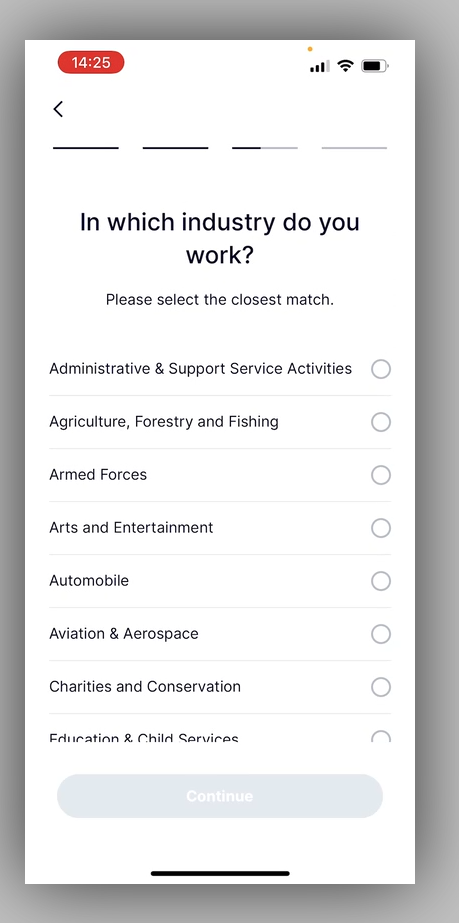 14:25
In which industry do you
work?
Please select the closest match.
Administrative & Support Service Activities
Agriculture, Forestry and Fishing
Armed Forces
Arts and Entertainment
Automobile
Aviation & Aerospace
Charities and Conservation
Education & Child Services
Continue